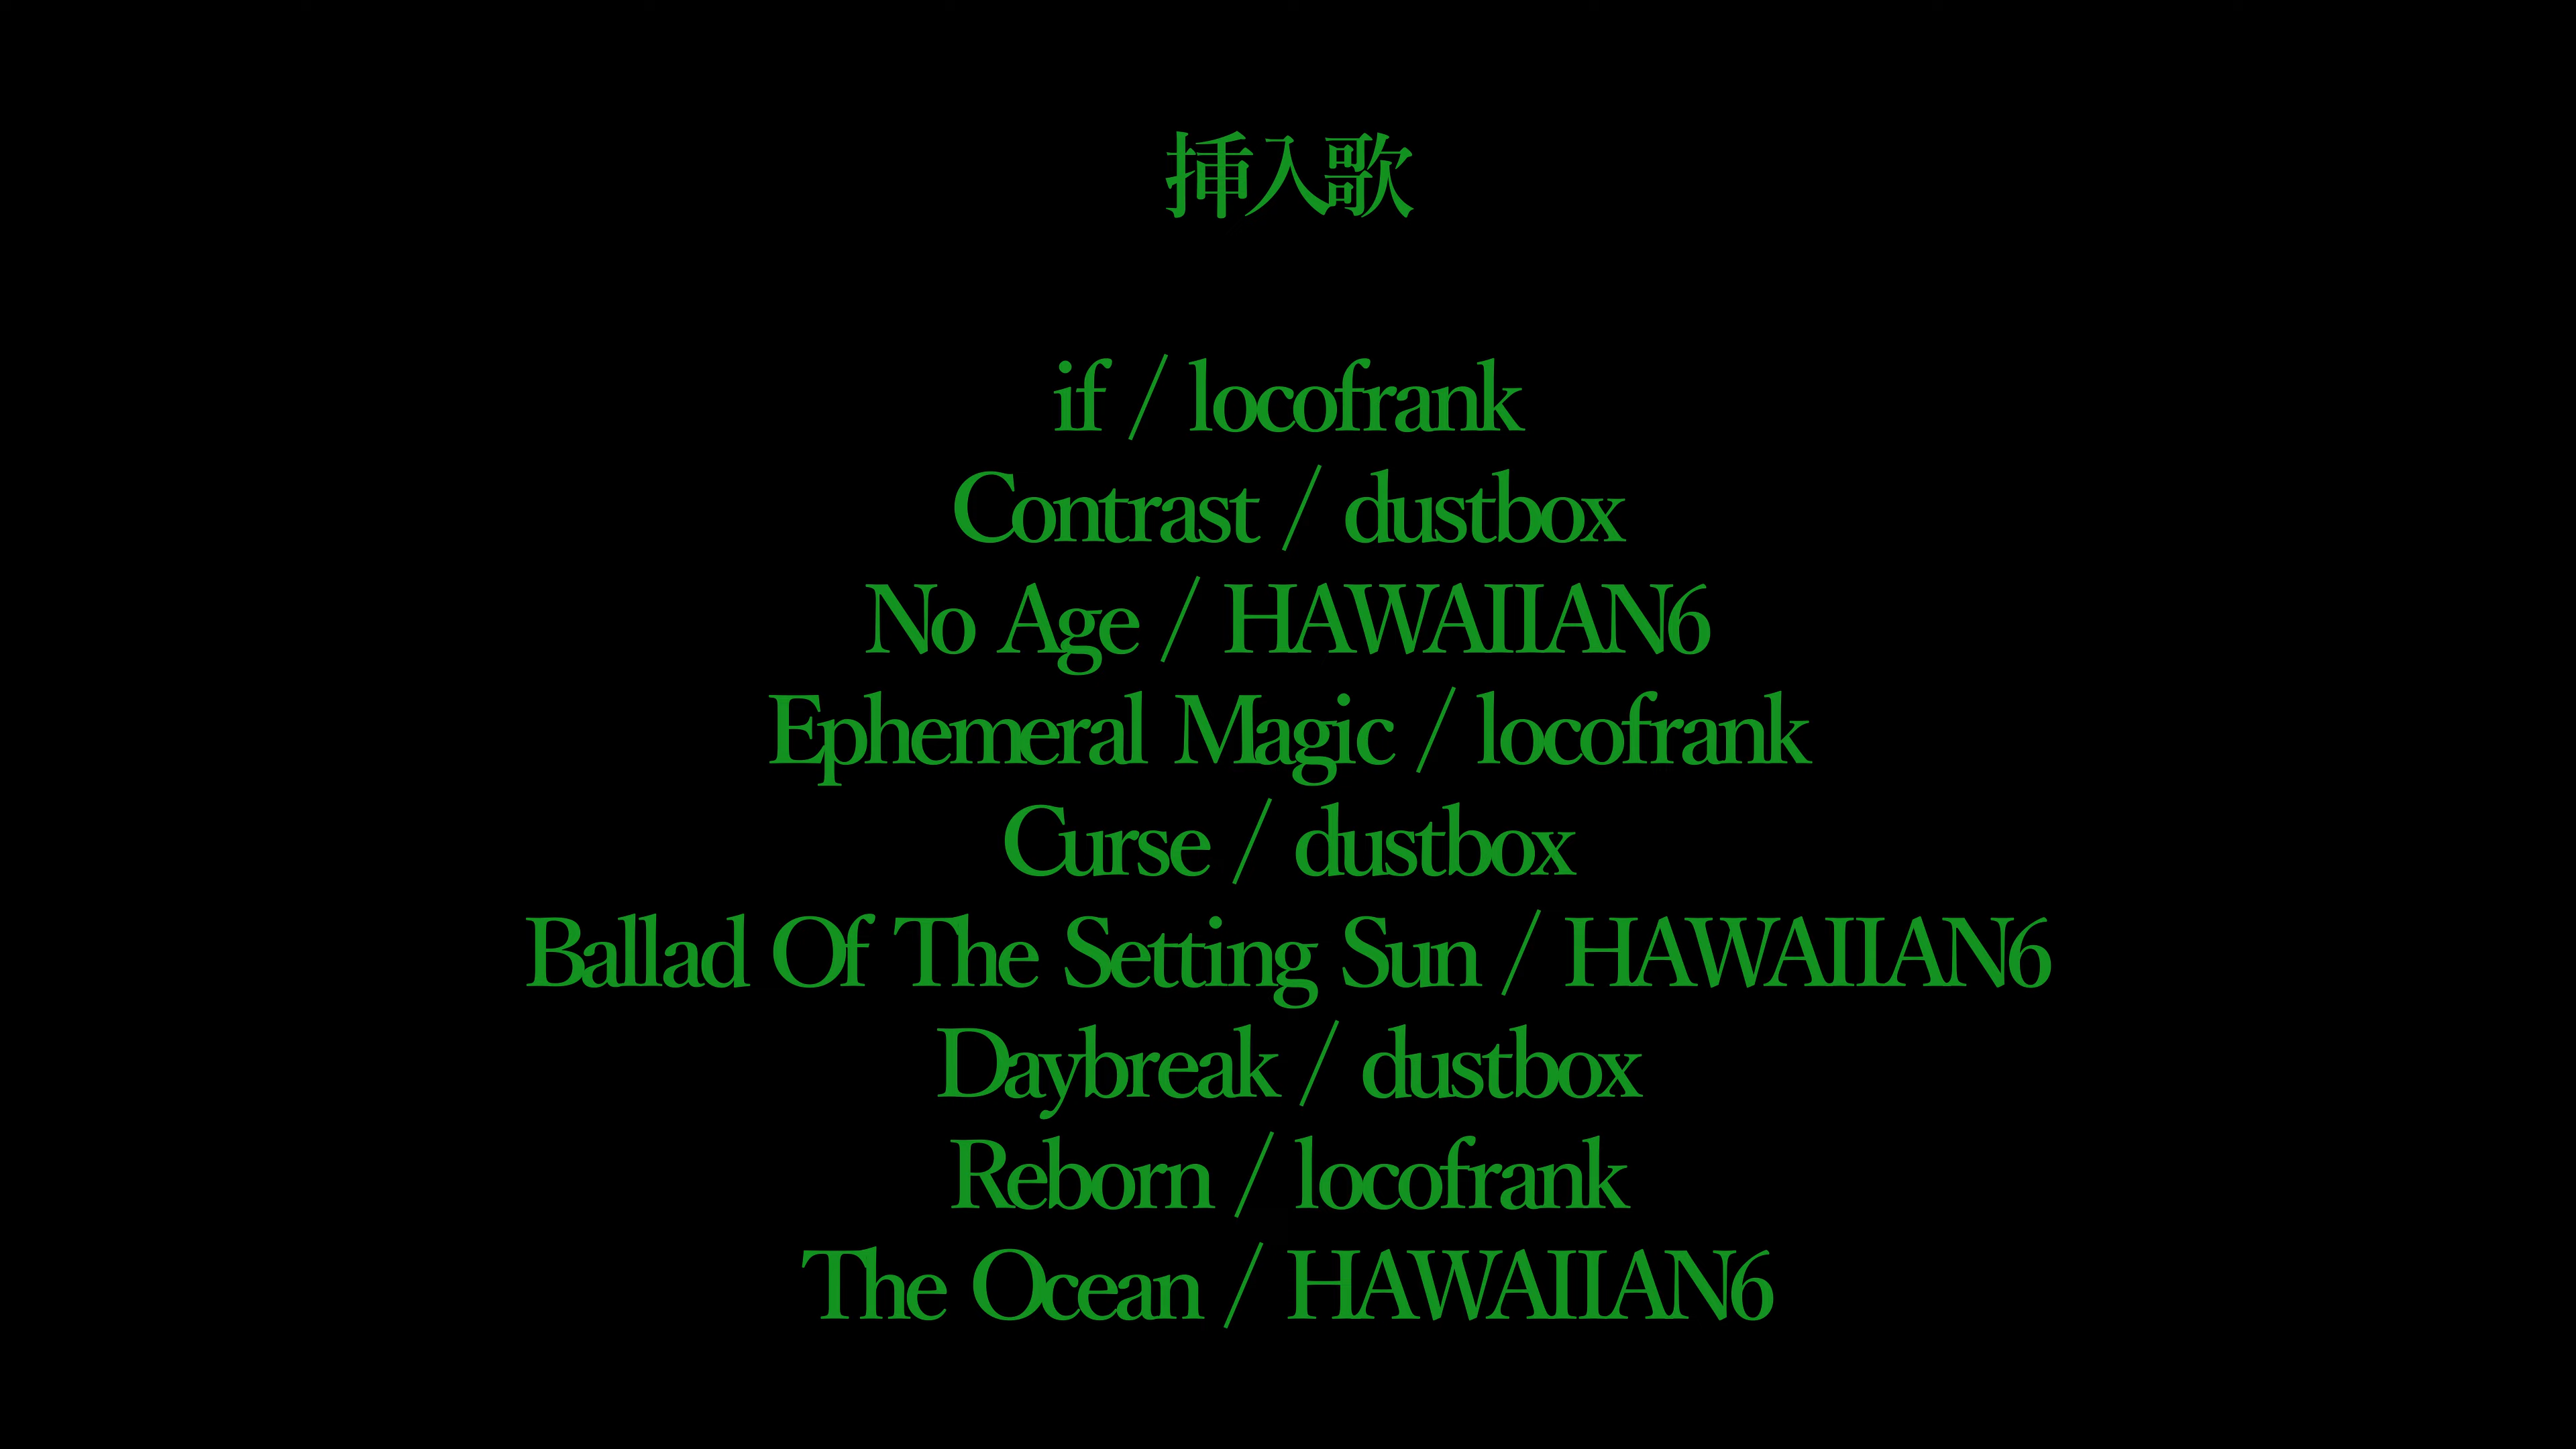 挿入歌
if / locofrank
Contrast / dustbox
No Age / HAWAIIAN6
Ephemeral Magic / locofrank
Curse / dustbox
Ballad Of The Setting Sun / HAWAIIAN6
Daybreak / dustbox
Reborn / locofrank
The Ocean / HAWAIIAN6